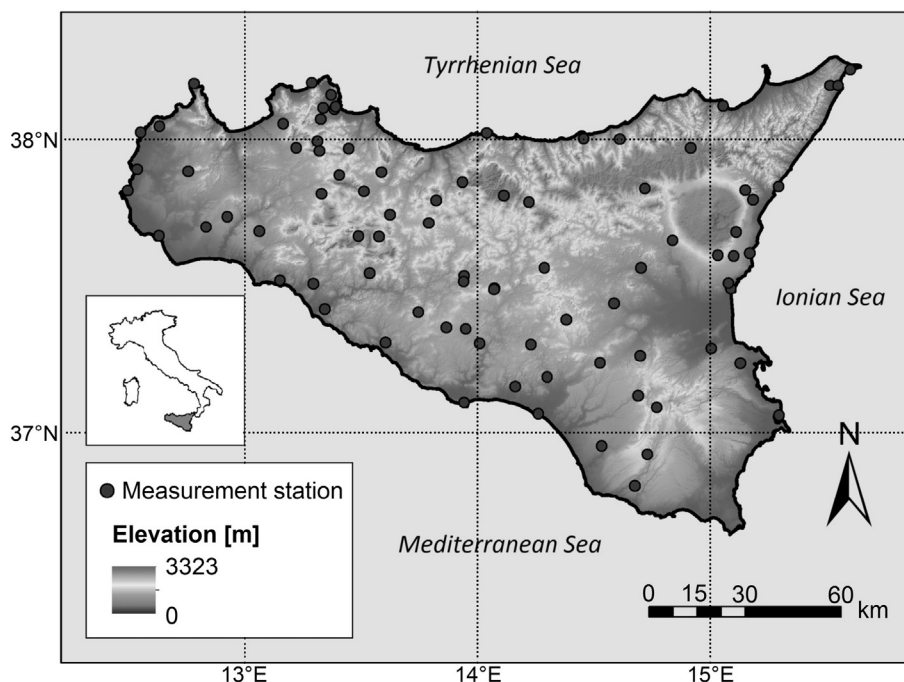 Tyrrhenian Sea
38°N
Ionian Sea
37°N
N
Measurement station
Elevation [m]
3323
0
Mediterranean Sea
0 15 30 60
km
13°E 14°E 15°E